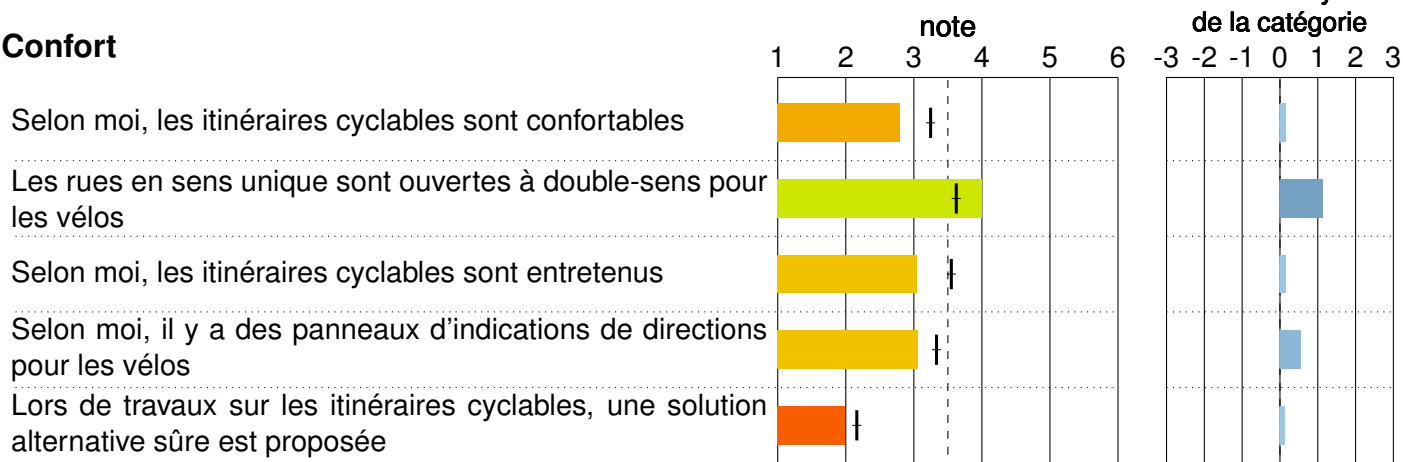 note
de la catégorie
Confort
1 2 3 4 5 6
-3 -2 -1 0 1 2 3
Selon moi, les itinéraires cyclables sont confortables
Les rues en sens unique sont ouvertes à double-sens pour
les vélos
Selon moi, les itinéraires cyclables sont entretenus
Selon moi, il y a des panneaux d'indications de directions
pour les vélos
Lors de travaux sur les itinéraires cyclables, une solution
alternative sûre est proposée